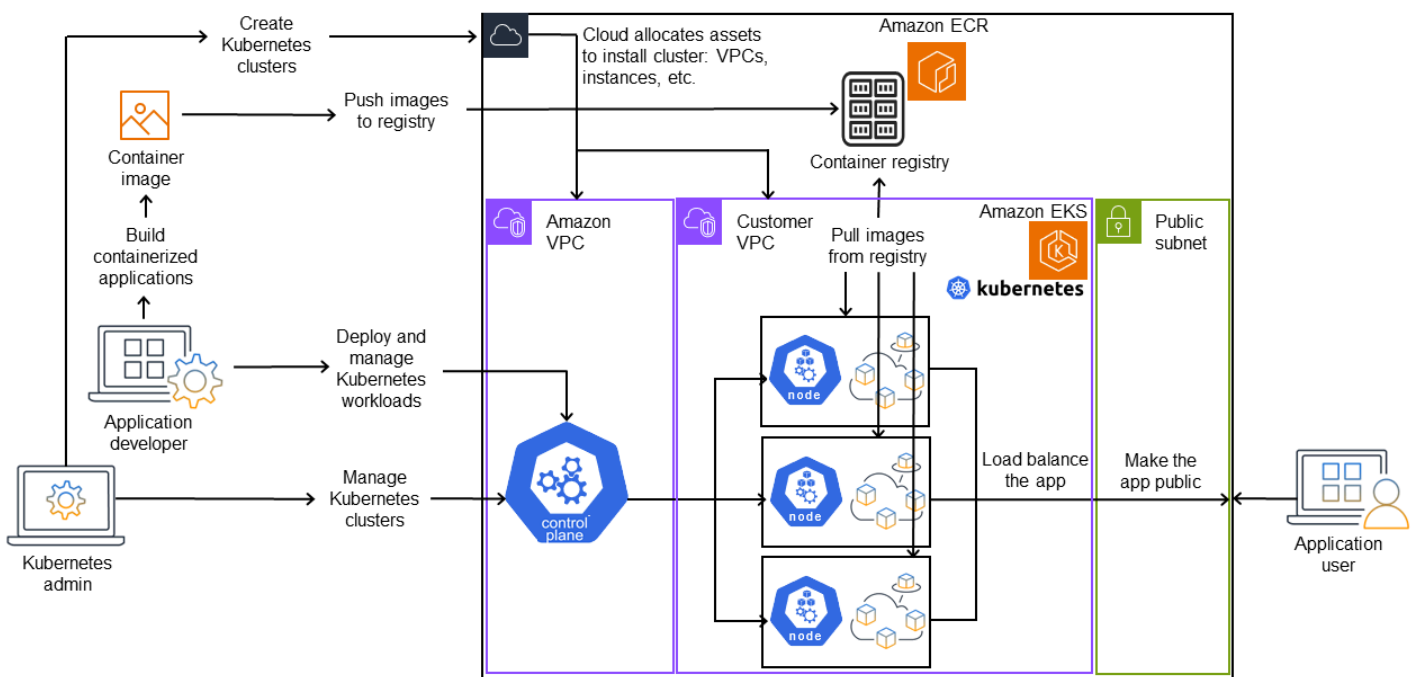 Create
Kubernetes
clusters
Cloud allocates assets
to install cluster: VPCs,
instances, etc.
Amazon ECR
Push images
to registry
Container
image
Container registry
Build
containerized
applications
Amazon
VPC
Customer
VPC
Amazon EKS
K
Public
subnet
Pull images
from registry
kubernetes
Deploy and
manage
Kubernetes
workloads
Application
developer
node
Manage
Kubernetes
clusters
control
plane
node
Load balance
the app
Make the
app public
Kubernetes
admin
Application
user
node